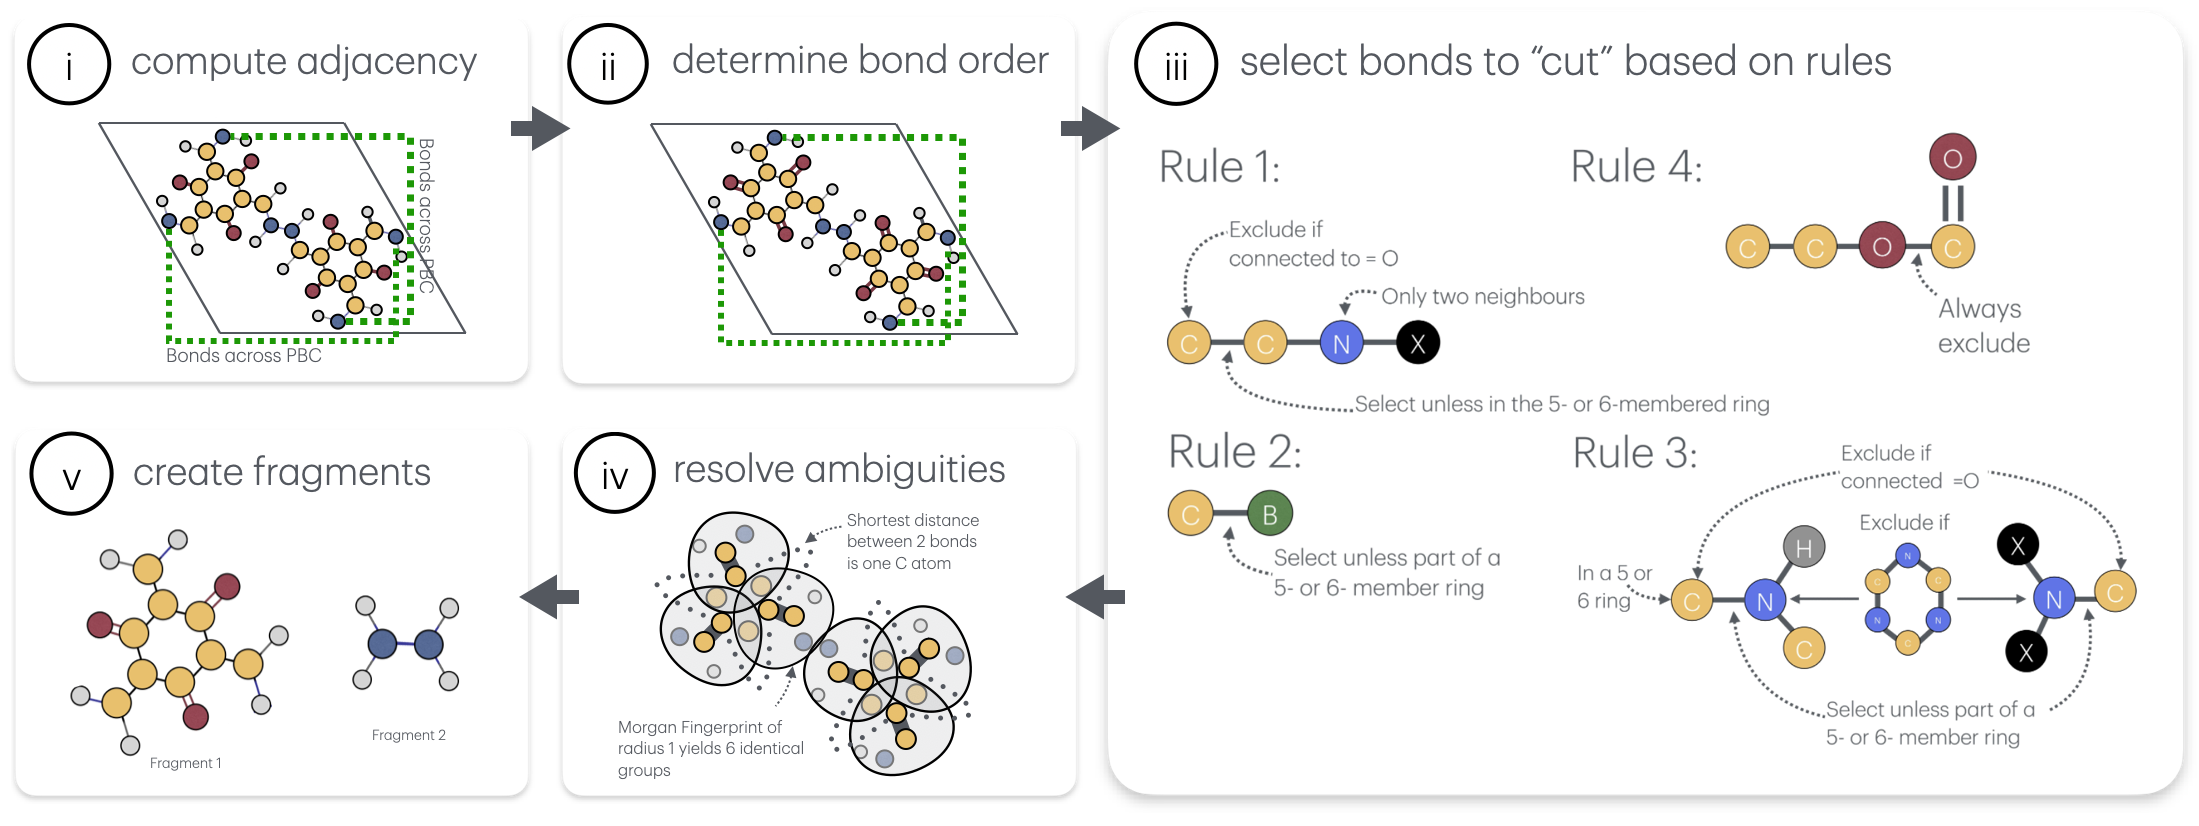 i
compute adjacency
Bonds across PBC
Bonds across PBC
ii
determine bond order
iii
select bonds to “cut” based on rules
Rule 1:
Exclude if
connected to = O
Only two neighbours
C
C
N
X
Select unless in the 5- or 6-membered ring
Rule 4:
O
C
C
O
C
Always
exclude
Rule 2:
C
B
Select unless part of a
5- or 6- member ring
Rule 3:
Exclude if
connected =O
Exclude if
In a 5 or
6 ring
H
C
N
C
N
C
C
N
N
C
X
N
C
X
Select unless part of a
5- or 6- member ring
iv
resolve ambiguities
Shortest distance
between 2 bonds
is one C atom
Morgan Fingerprint of
radius 1 yields 6 identical
groups
v
create fragments
Fragment 1
Fragment 2